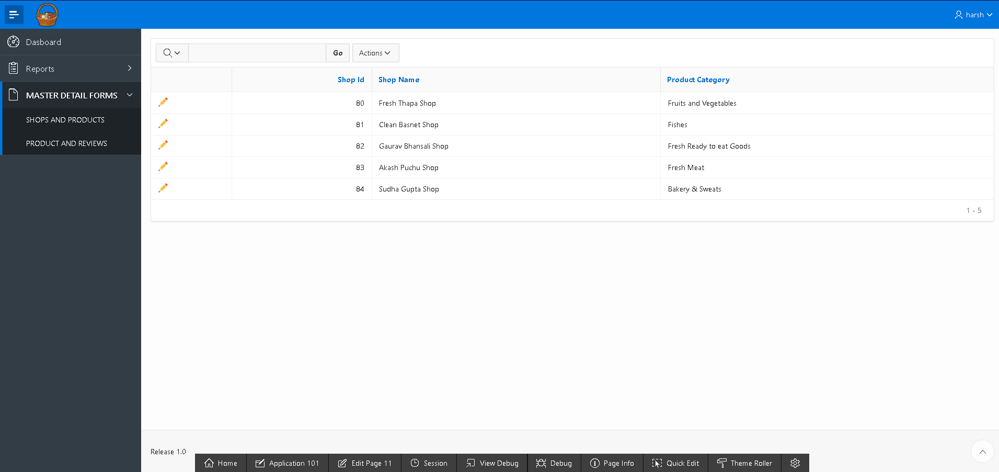 harsh
Dasboard
Reports
MASTER DETAIL FORMS
SHOPS AND PRODUCTS
PRODUCT AND REVIEWS
Go Actions
Shop Id Shop Name Product Category
80 Fresh Thapa Shop Fruits and Vegetables
81 Clean Basnet Shop Fishes
82 Gaurav Bhansali Shop Fresh Ready to eat Goods
83 Akash Puchu Shop Fresh Meat
84 Sudha Gupta Shop Bakery & Sweats
1 - 5
Release 1.0
Home Application 101 Edit Page 11 Session View Debug Debug Page Info Quick Edit Theme Roller